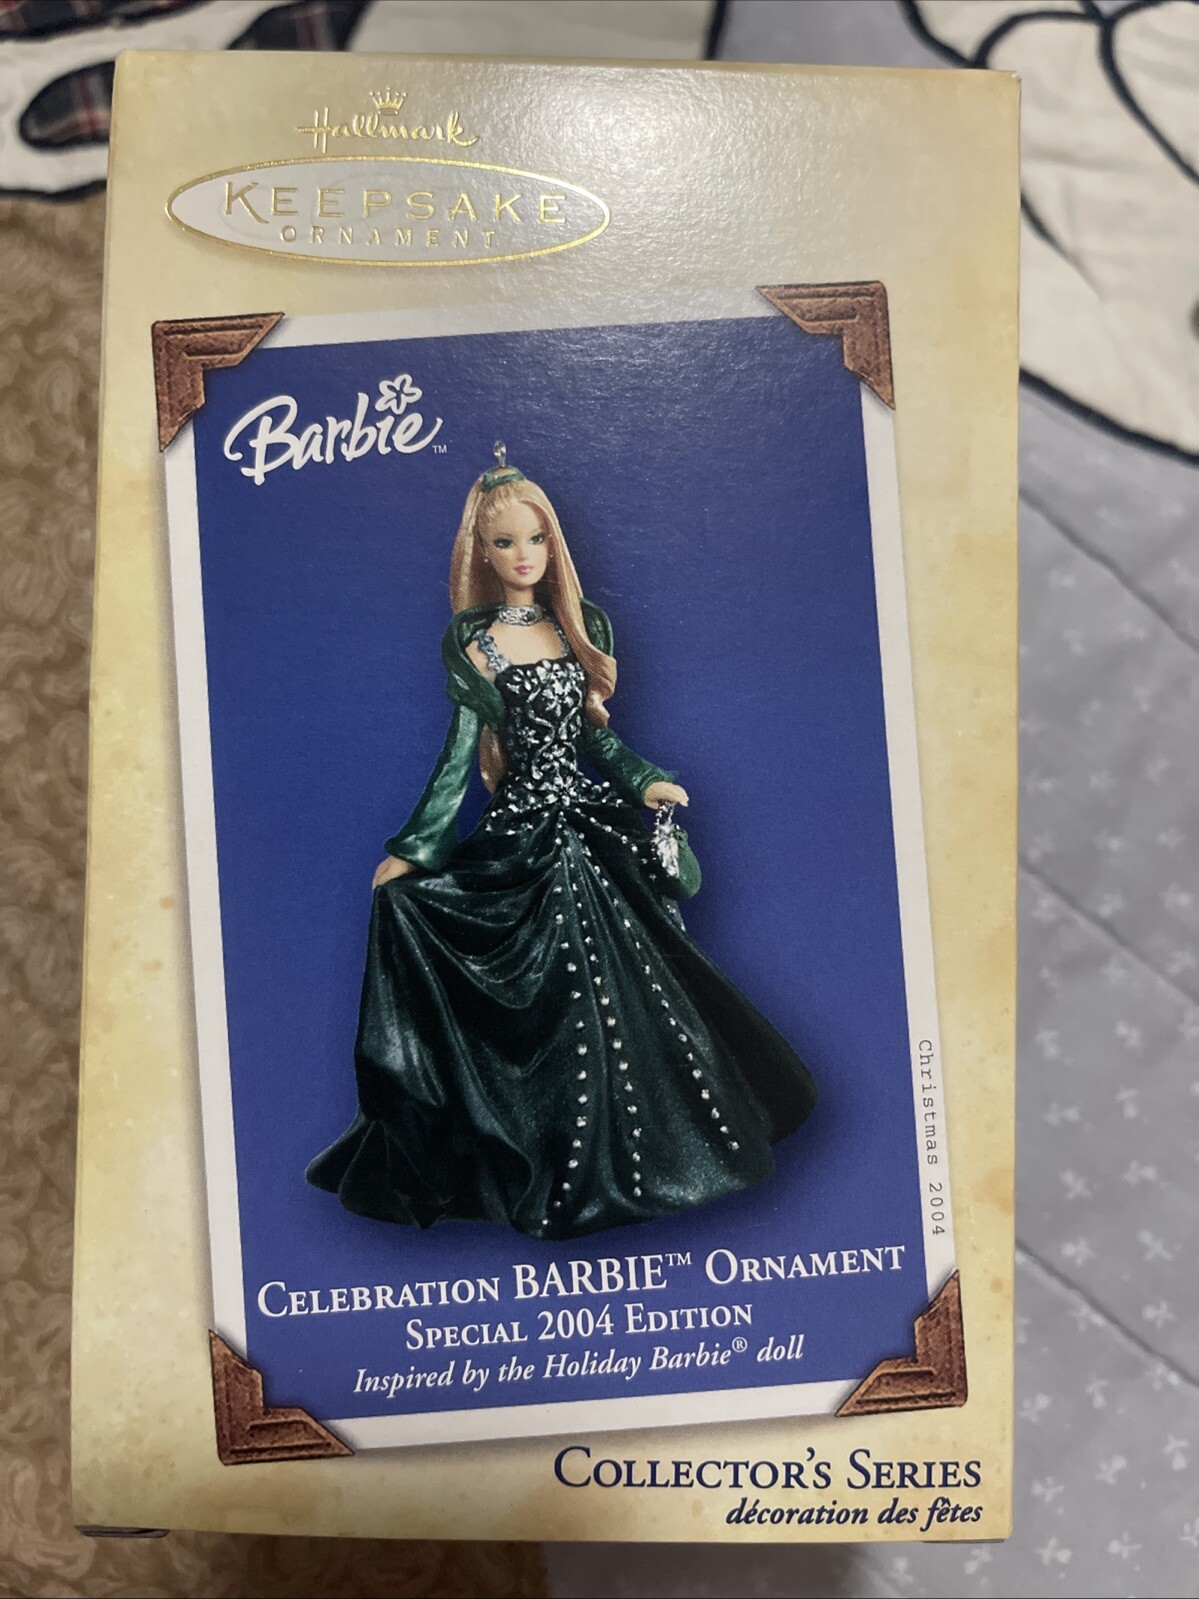 Hallmark
KEEPSAKE
ORNAMENT
Barbie™
Christmas 2004
CELEBRATION BARBIE™ ORNAMENT
SPECIAL 2004 EDITION
Inspired by the Holiday Barbie® doll
COLLECTOR'S SERIES
décoration des fêtes